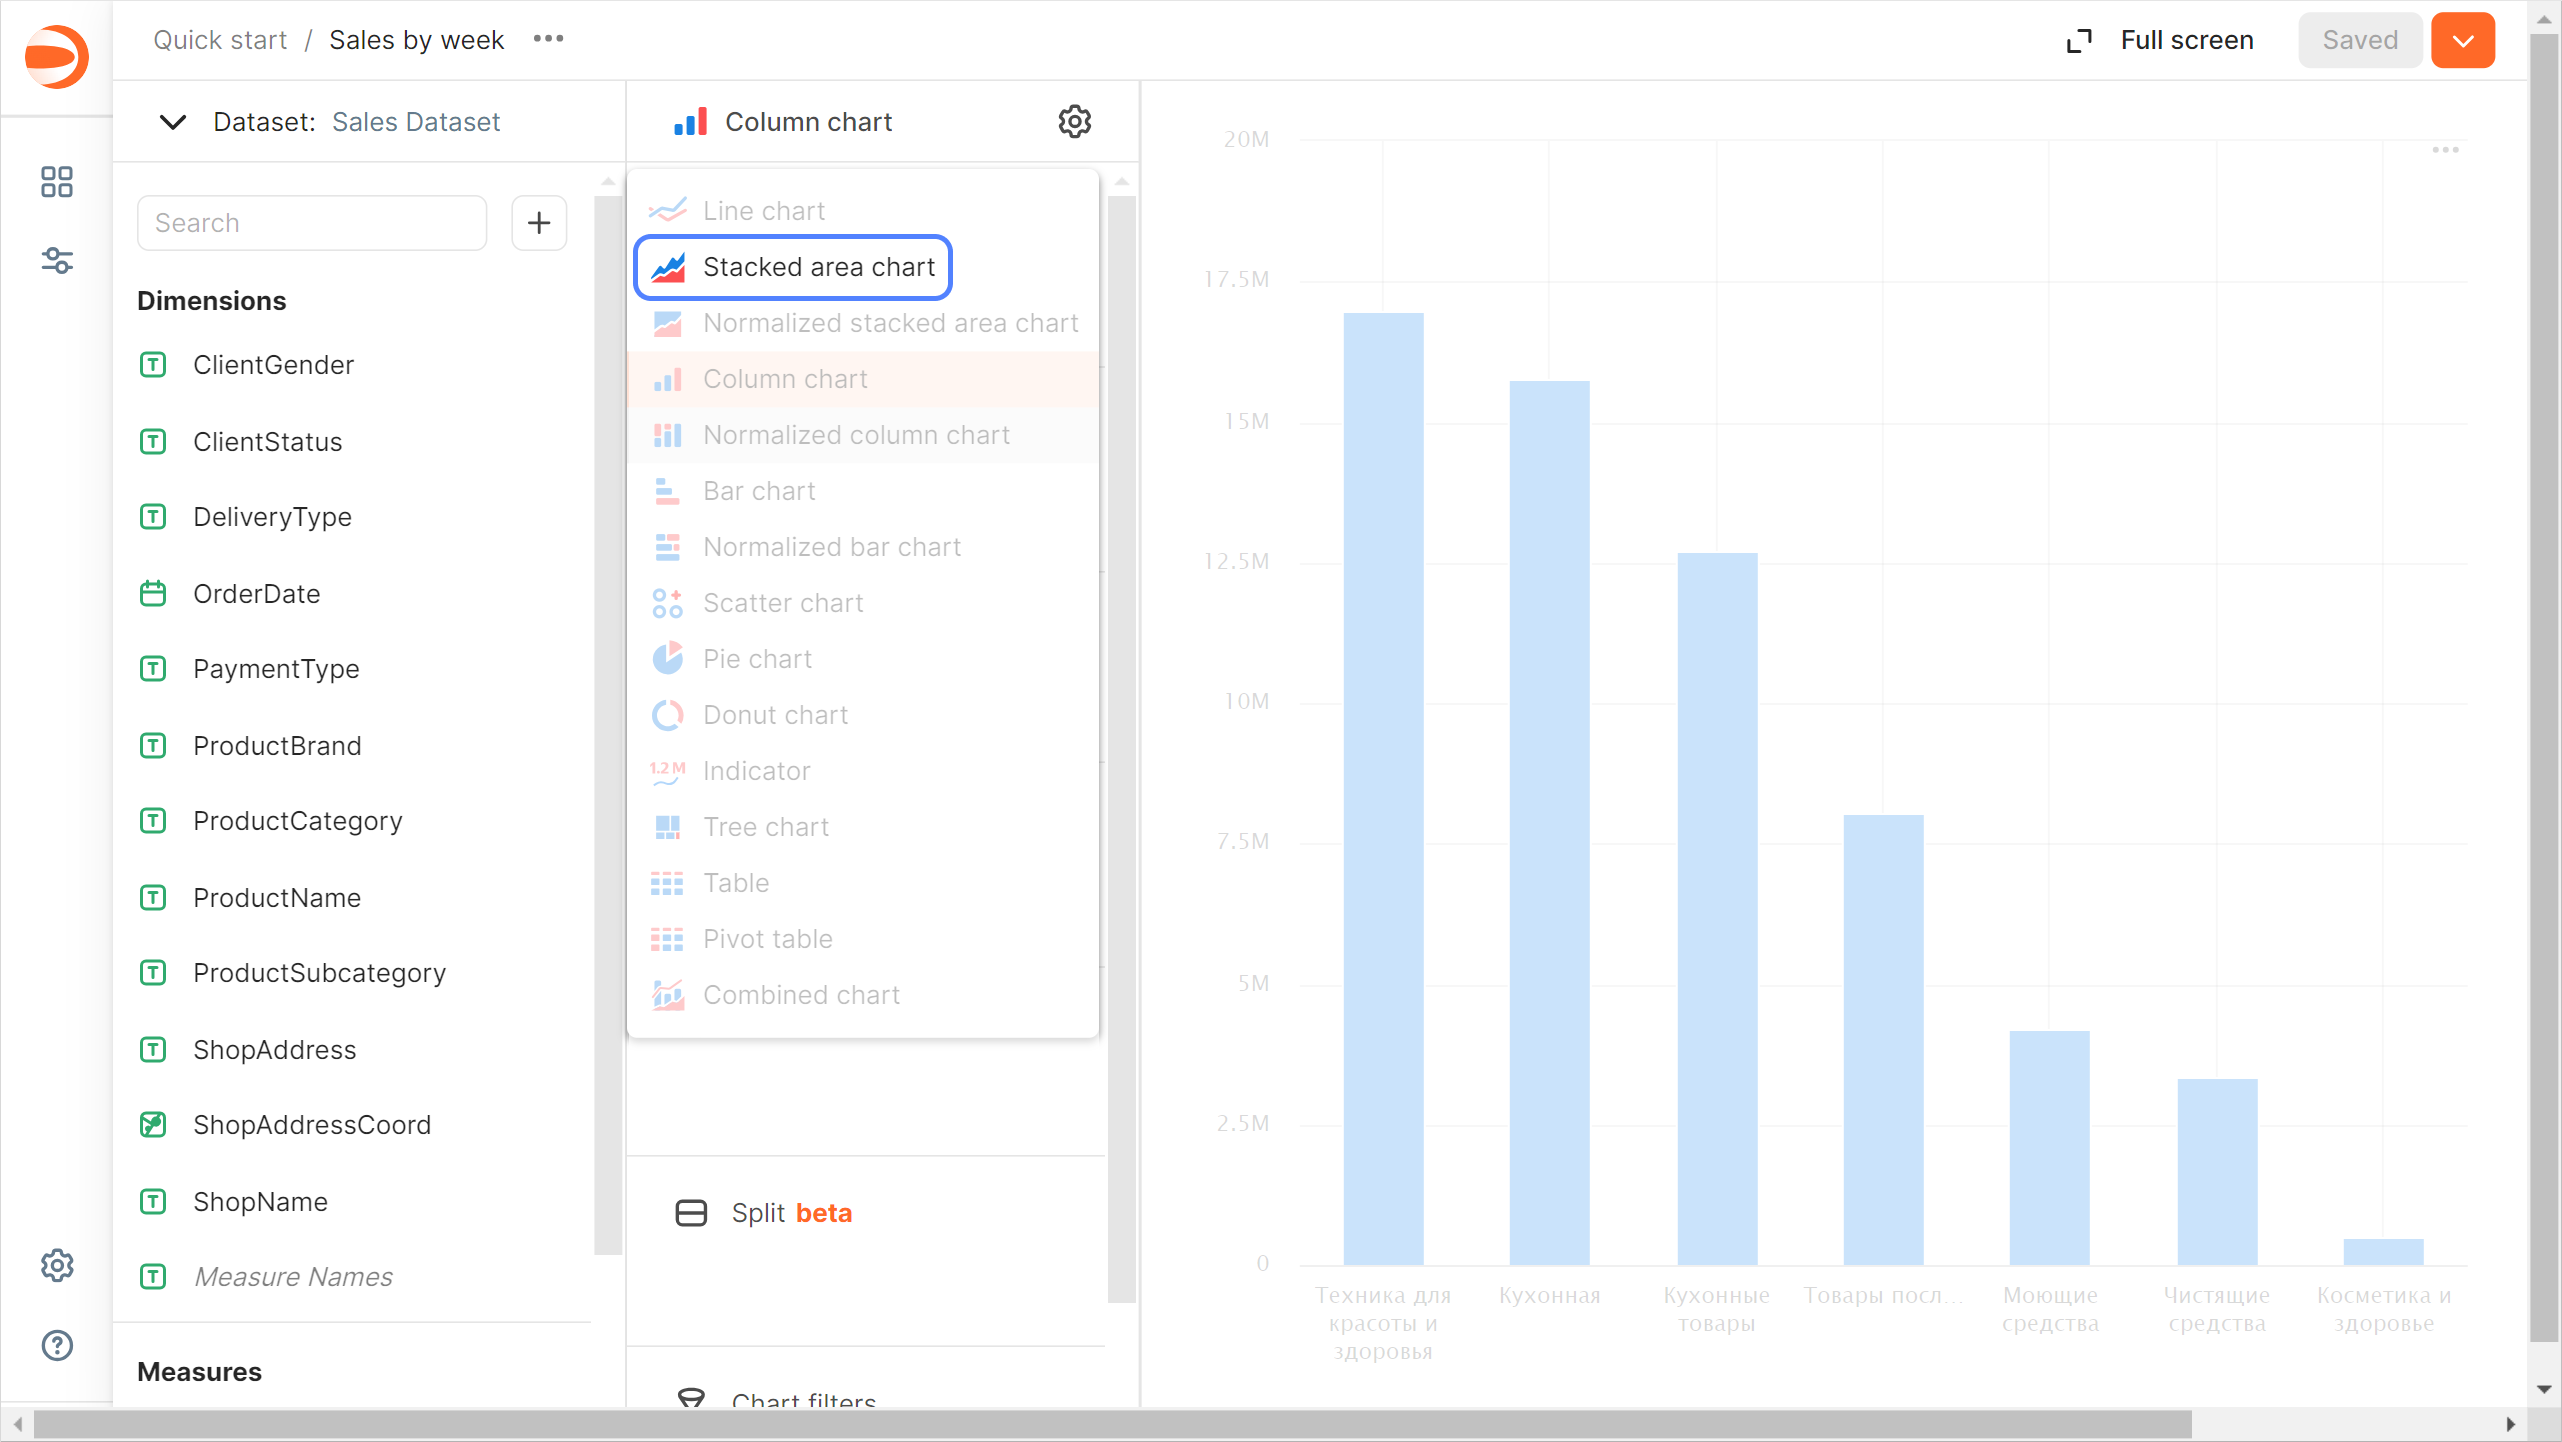 Quick start / Sales by week
Full screen
Saved
Dataset: Sales Dataset
Search
Dimensions
ClientGender
ClientStatus
DeliveryType
OrderDate
PaymentType
ProductBrand
ProductCategory
ProductName
ProductSubcategory
ShopAddress
ShopAddressCoord
ShopName
Measure Names
Measures
Column chart
Line chart
Stacked area chart
Normalized stacked area chart
Column chart
Normalized column chart
Bar chart
Normalized bar chart
Scatter chart
Pie chart
Donut chart
1.2 M Indicator
Tree chart
Table
Pivot table
Combined chart
Split beta
Chart filters
20M
17.5M
15M
12.5M
10M
7.5M
5M
2.5M
0
Техника для
красоты и
здоровья
Кухонная
Кухонные
товары
Товары посл...
Моющие
средства
Чистящие
средства
Косметика и
здоровье